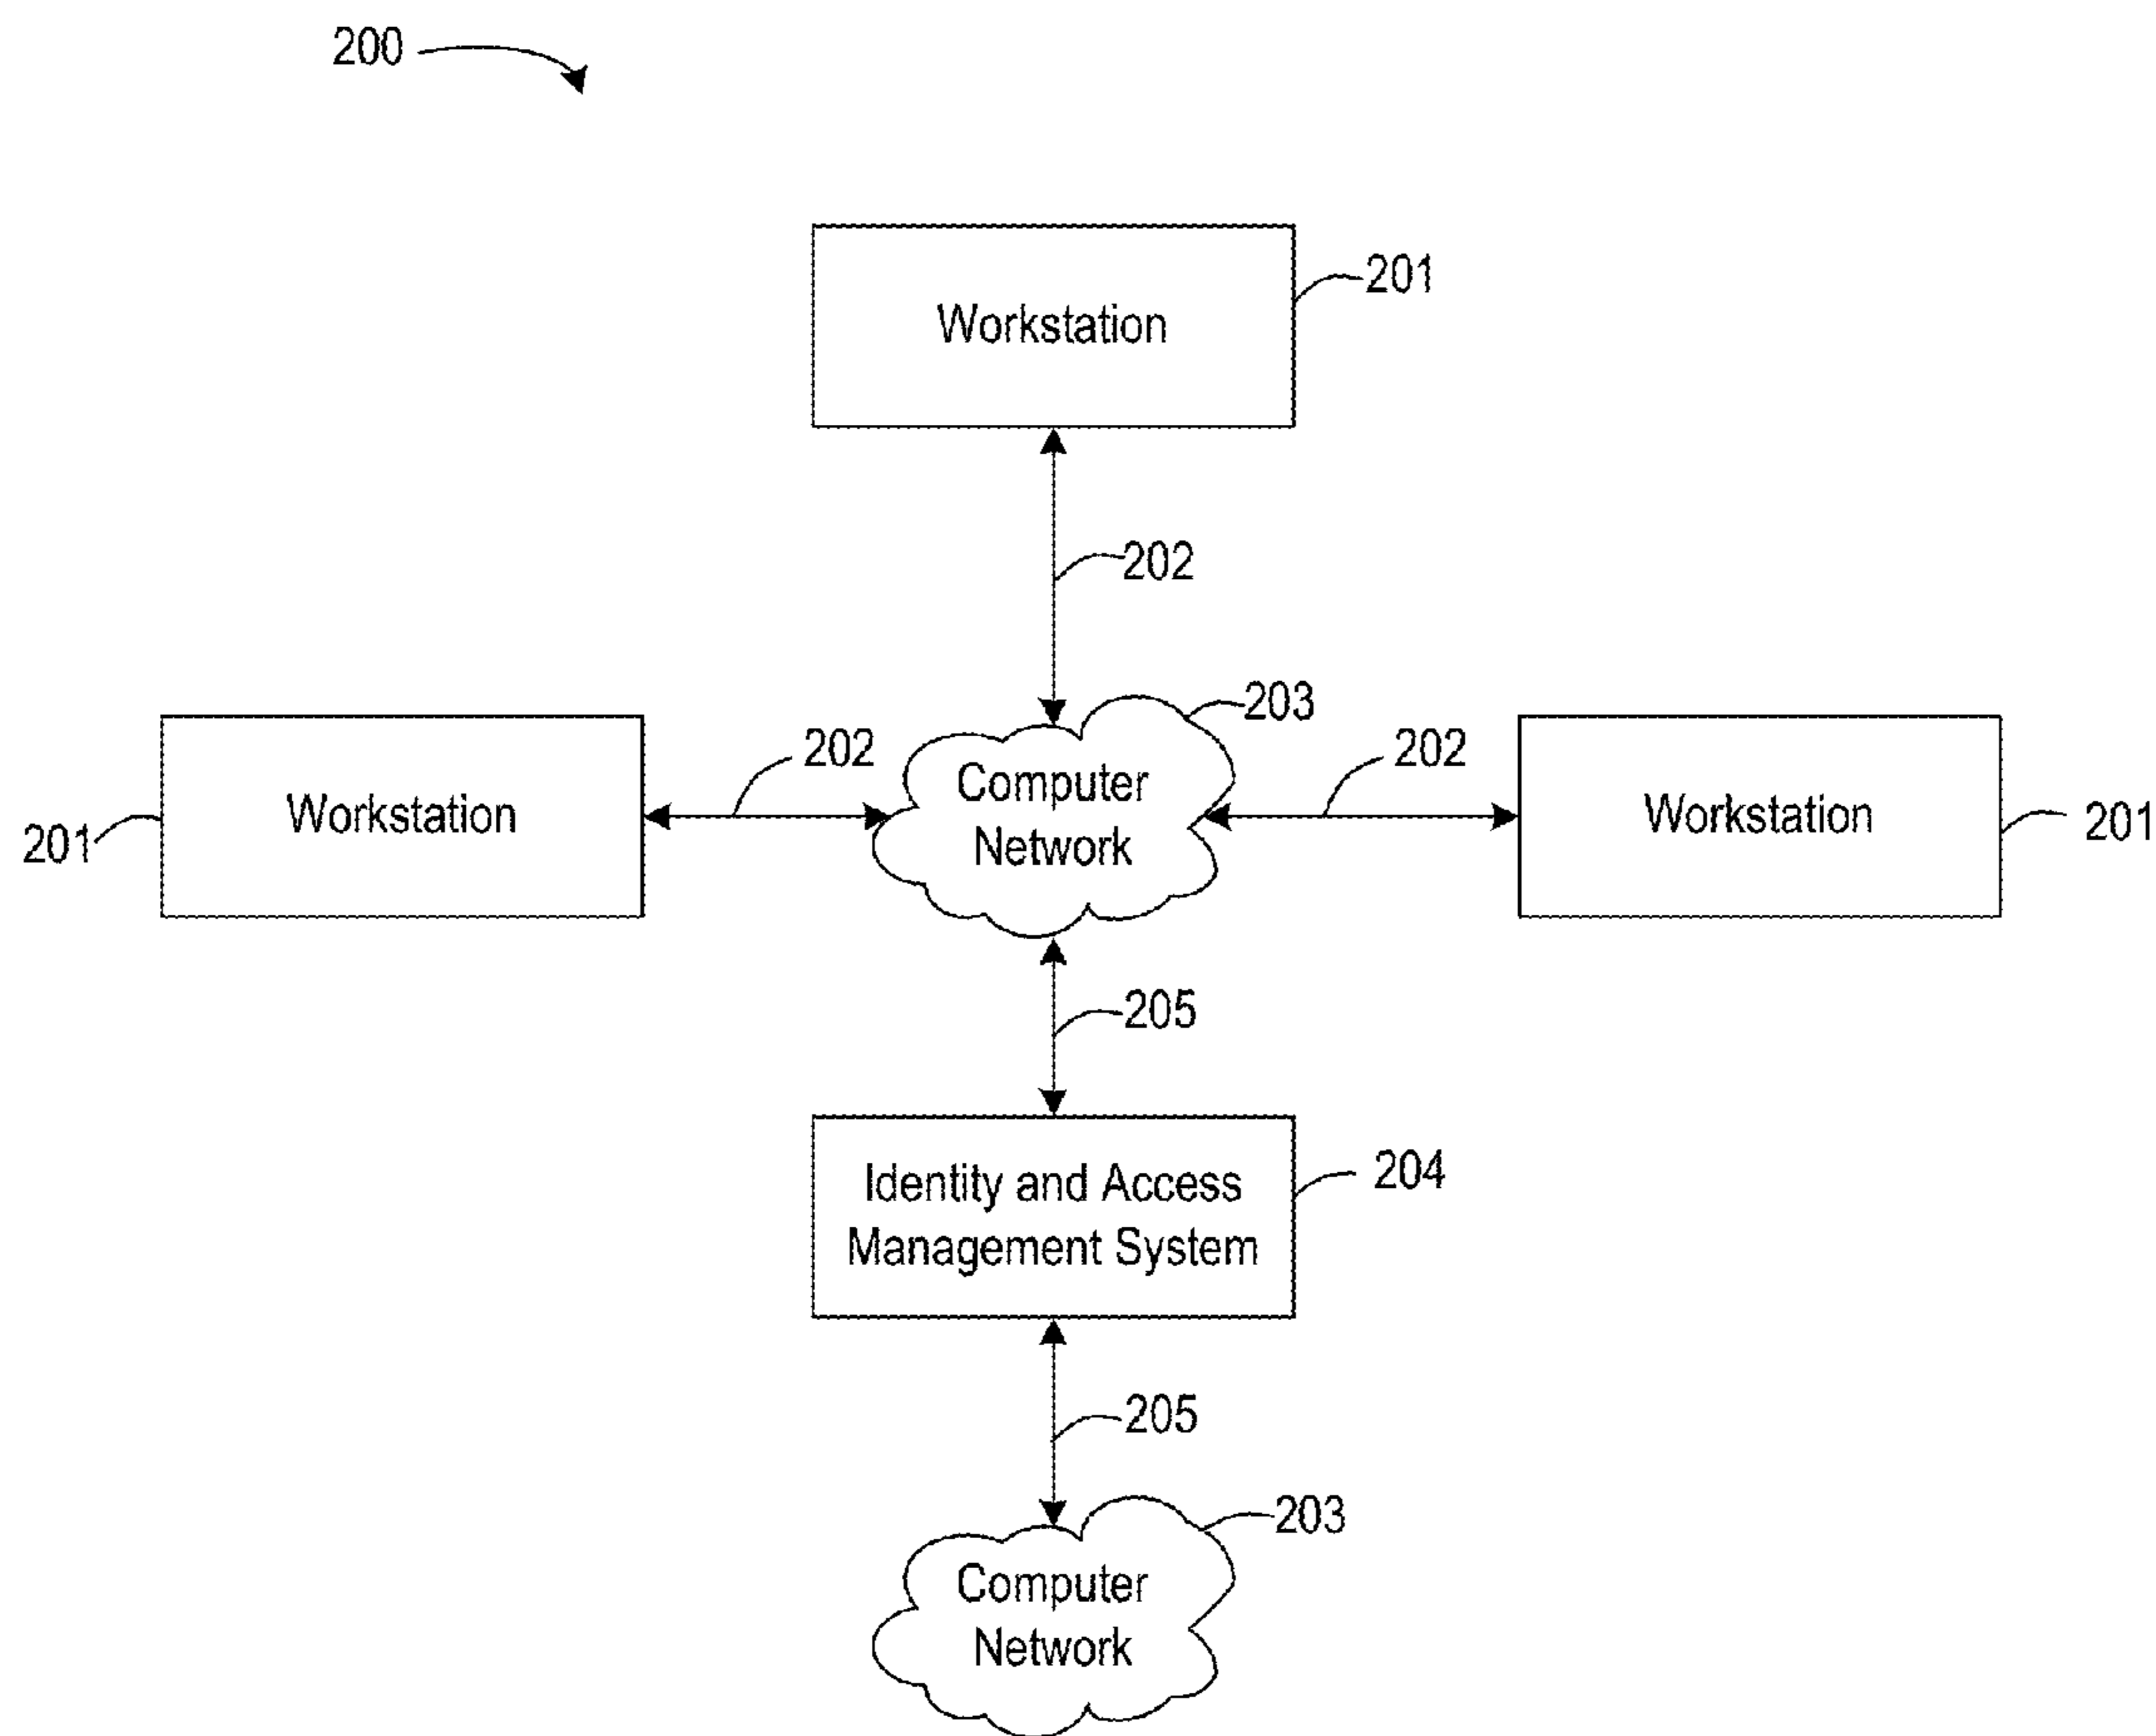 200
Workstation
201
202
203
Workstation
201
202
Computer
Network
202
Workstation
201
205
Identity and Access
Management System
204
205
203
Computer
Network